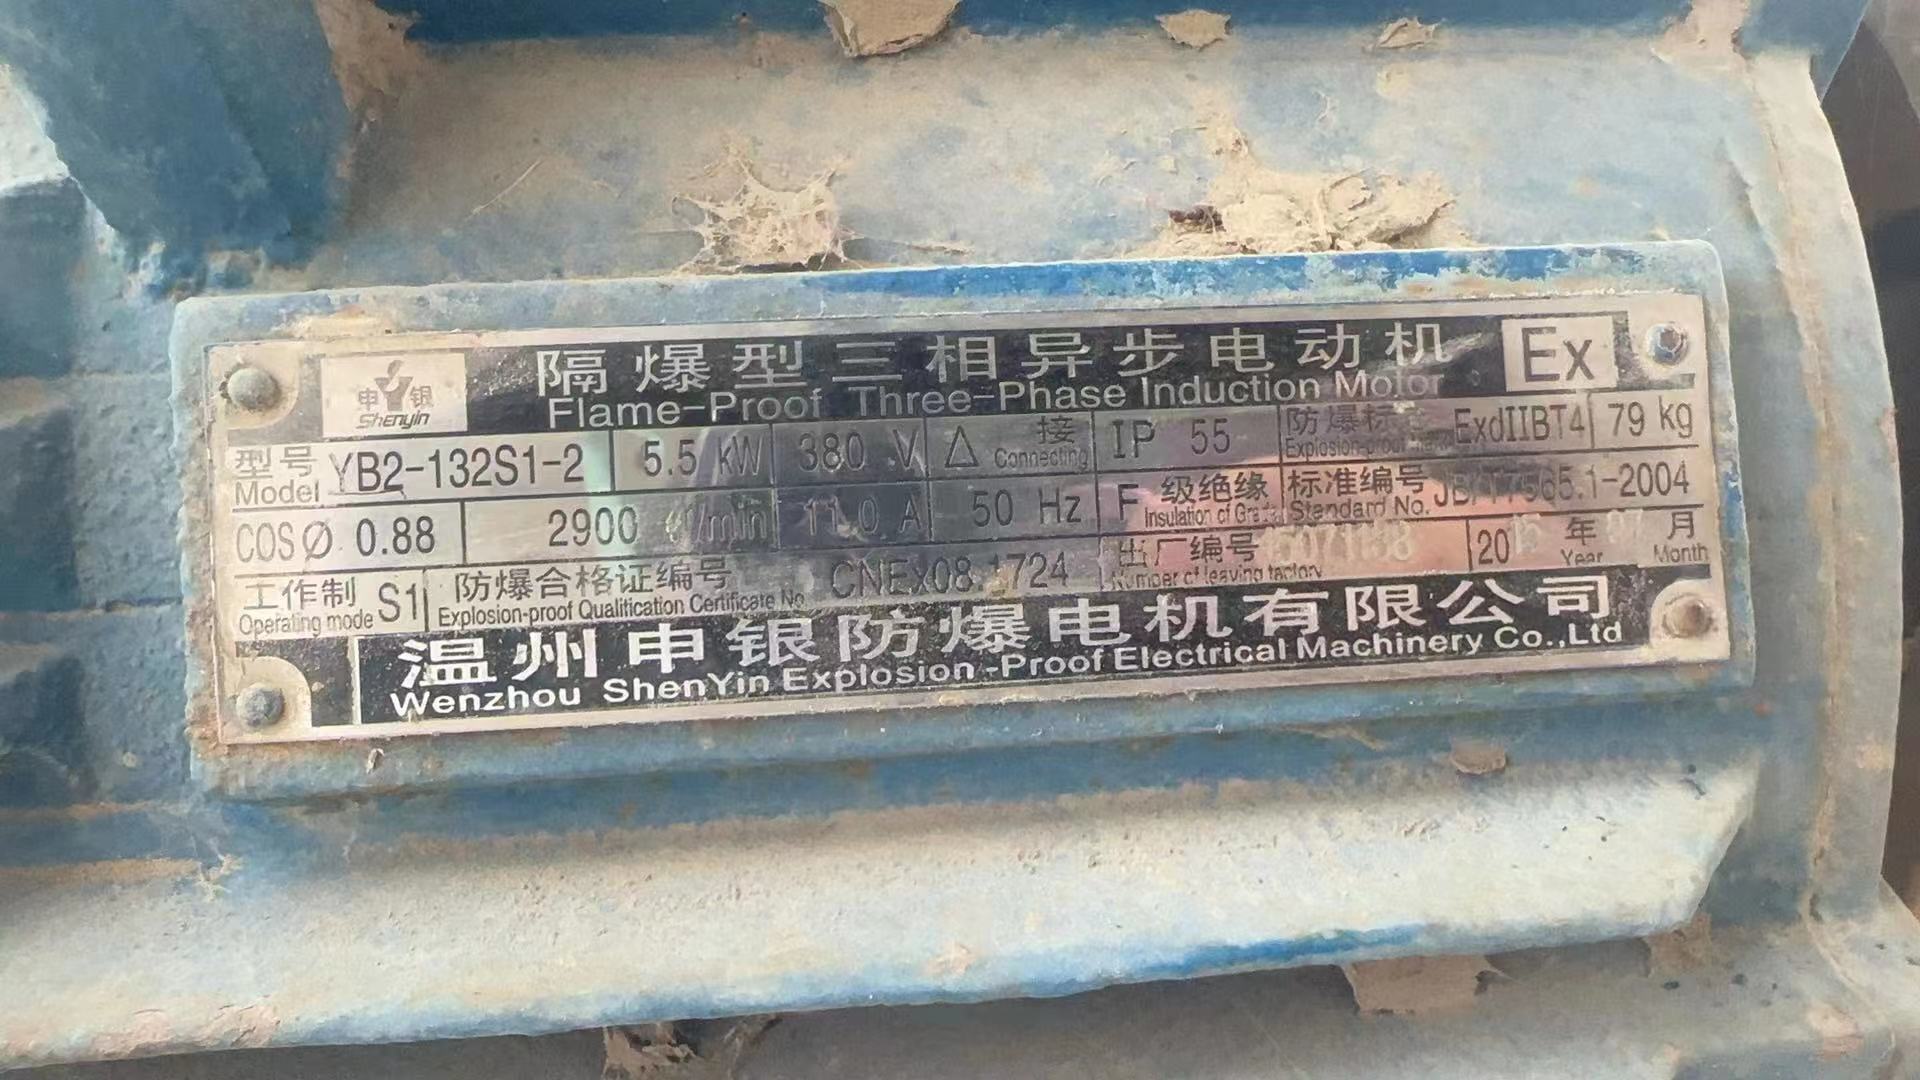 申银
Shenyin
隔爆型三相异步电动机
Flame-Proof Three-Phase Induction Motor
Ex
型号 Model YB2-132S1-2 5.5 kW 380 V △ 接 Connecting IP 55 防爆标志 Explosion-proof ExdIIBT4 79 kg
COSØ 0.88 2900 r/min 11.0 A 50 Hz F 级绝缘 Insulation of Grade 标准编号 Standard No. JB/T7565.1-2004
工作制 Operating mode S1 防爆合格证编号 Explosion-proof Qualification Certificate No CNEx08.1724 出厂编号 Number of leaving factory 20 年 Year 月 Month
温州申银防爆电机有限公司
Wenzhou ShenYin Explosion-Proof Electrical Machinery Co.,Ltd